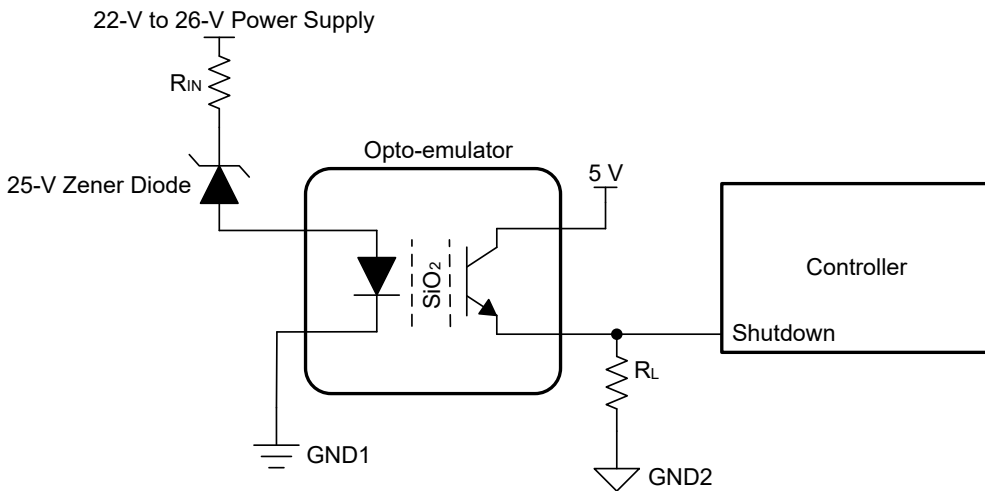 22-V to 26-V Power Supply
RIN
Opto-emulator
25-V Zener Diode
5 V
SiO2
Controller
Shutdown
RL
GND1
GND2